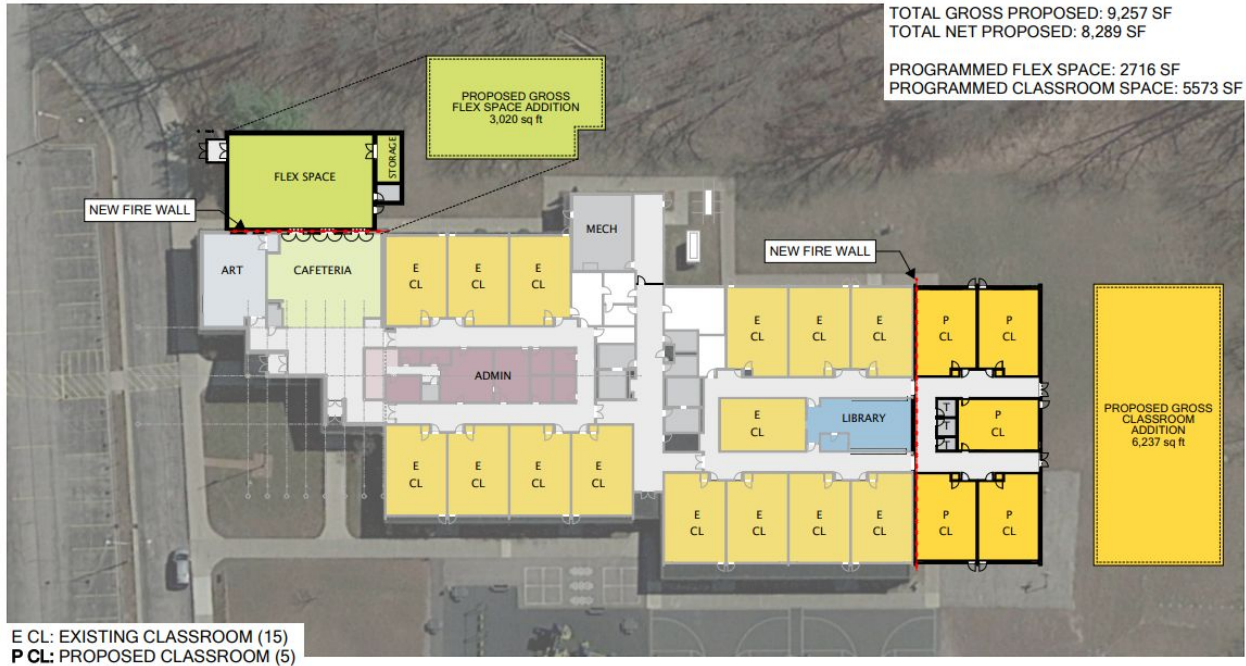 TOTAL GROSS PROPOSED: 9,257 SF
TOTAL NET PROPOSED: 8,289 SF
PROGRAMMED FLEX SPACE: 2716 SF
PROGRAMMED CLASSROOM SPACE: 5573 SF
PROPOSED GROSS
FLEX SPACE ADDITION
3,020 sq ft
FLEX SPACE
STORAGE
NEW FIRE WALL
ART
CAFETERIA
E
CL
E
CL
E
CL
MECH
NEW FIRE WALL
E
CL
E
CL
E
CL
P
CL
P
CL
ADMIN
E
CL
LIBRARY
T
T
T
P
CL
PROPOSED GROSS
CLASSROOM
ADDITION
6,237 sq ft
E
CL
E
CL
E
CL
E
CL
E
CL
E
CL
E
CL
E
CL
P
CL
P
CL
E CL: EXISTING CLASSROOM (15)
P CL: PROPOSED CLASSROOM (5)